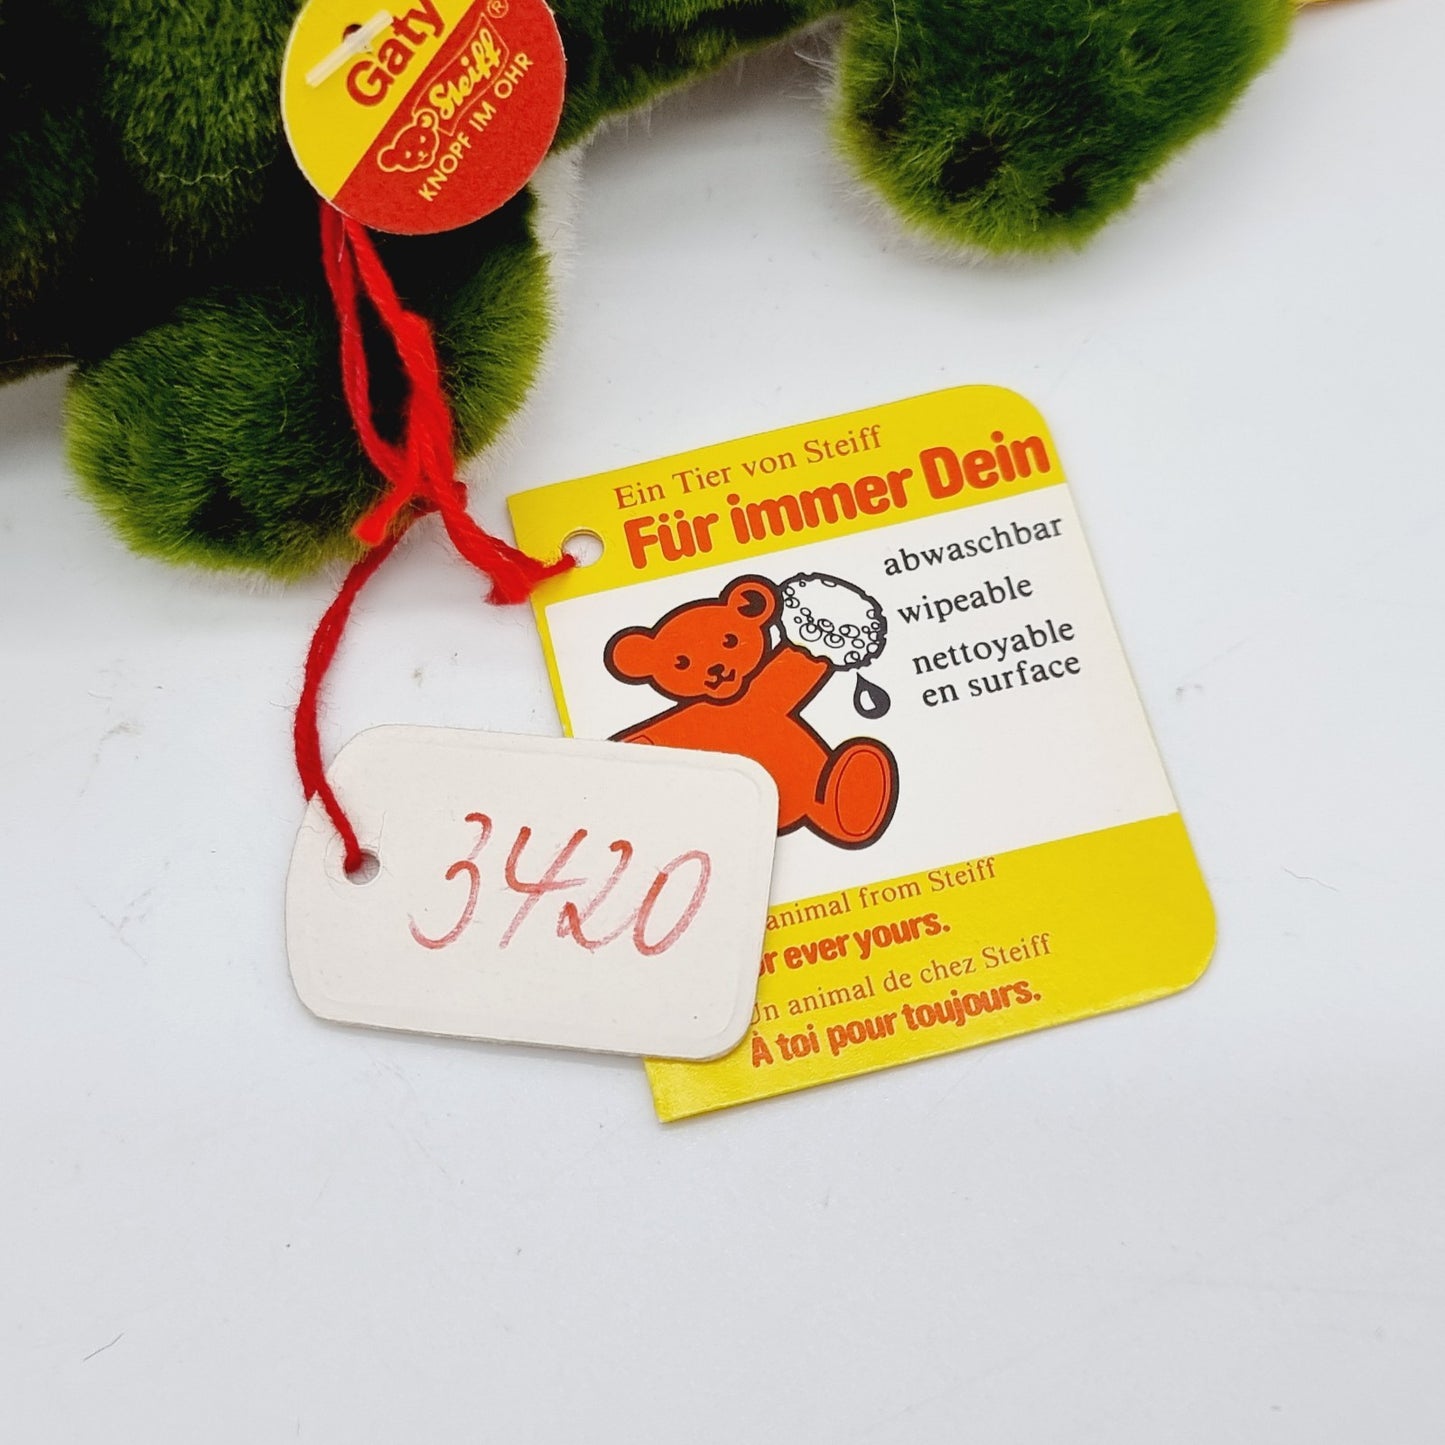 Gaty
Steiff ®
KNOPF IM OHR
Ein Tier von Steiff
Für immer Dein
abwaschbar
wipeable
nettoyable
en surface
3420
animal from Steiff
ever yours.
Un animal de chez Steiff
À toi pour toujours.